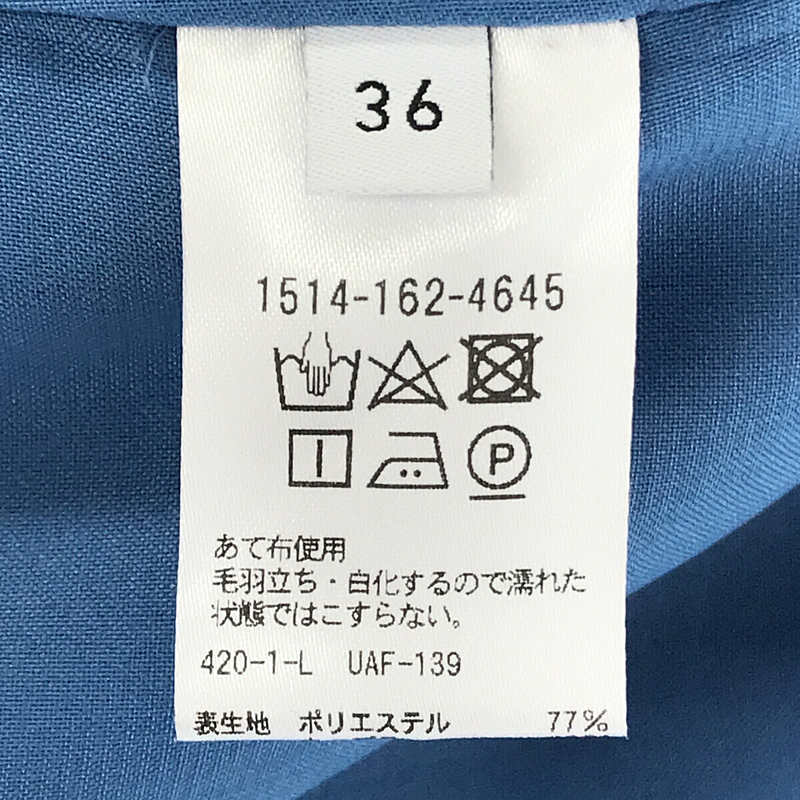 36
1514-162-4645
P
あて布使用
毛羽立ち・白化するので濡れた
状態ではこすらない。
420-1-L UAF-139
表生地 ポリエステル 77%